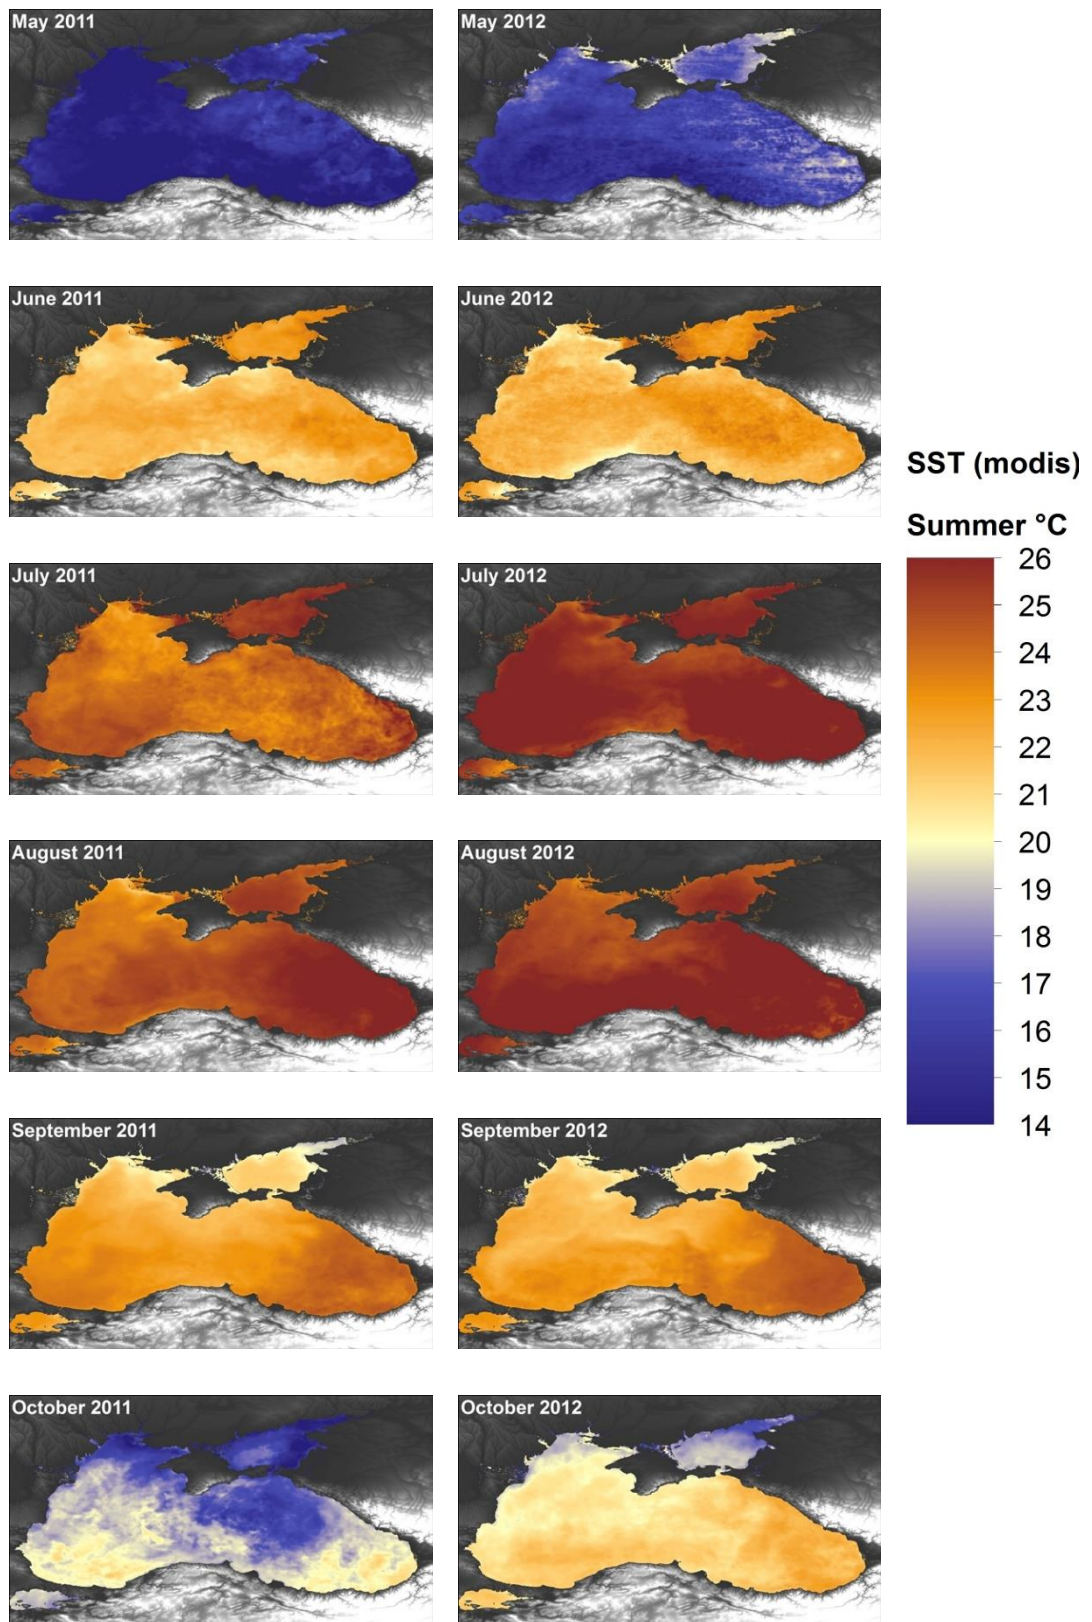 May 2011
May 2012
June 2011
June 2012
July 2011
July 2012
August 2011
August 2012
September 2011
September 2012
October 2011
October 2012
SST (modis)
Summer °C
26
25
24
23
22
21
20
19
18
17
16
15
14